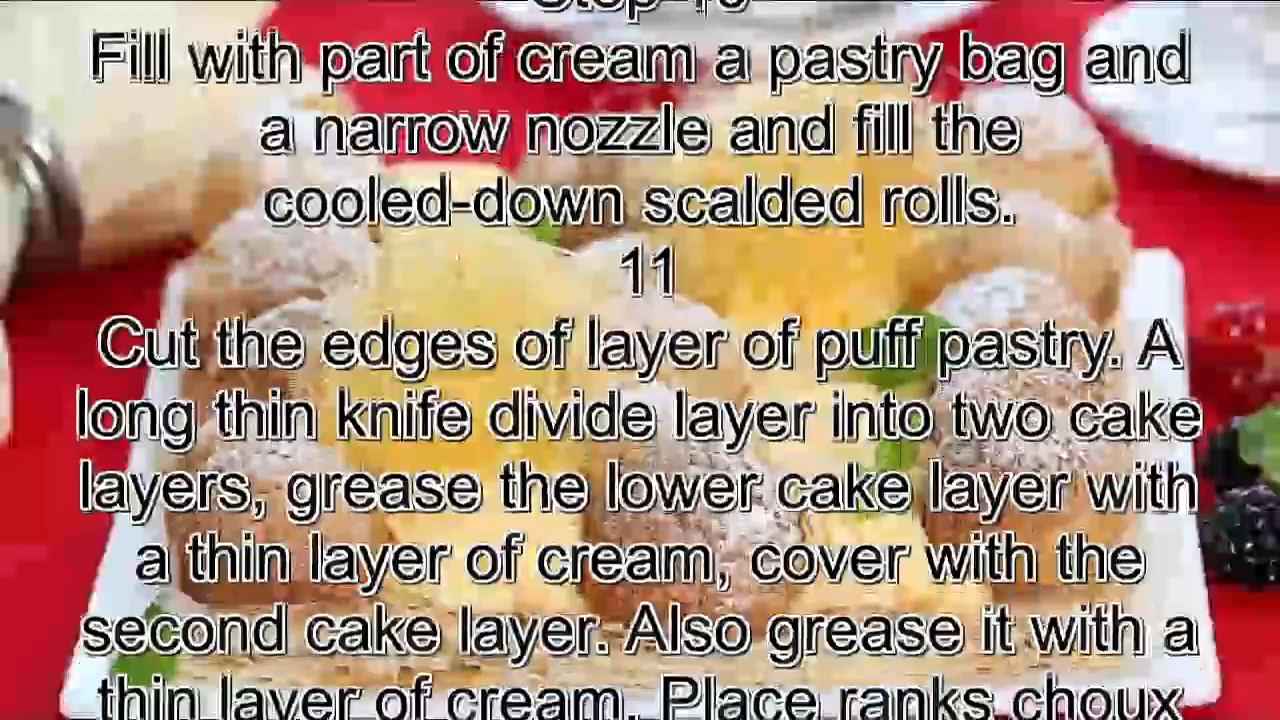 Step 10
Fill with part of cream a pastry bag and
a narrow nozzle and fill the
cooled-down scalded rolls.
11
Cut the edges of layer of puff pastry. A
long thin knife divide layer into two cake
layers, grease the lower cake layer with
a thin layer of cream, cover with the
second cake layer. Also grease it with a
thin layer of cream. Place ranks choux